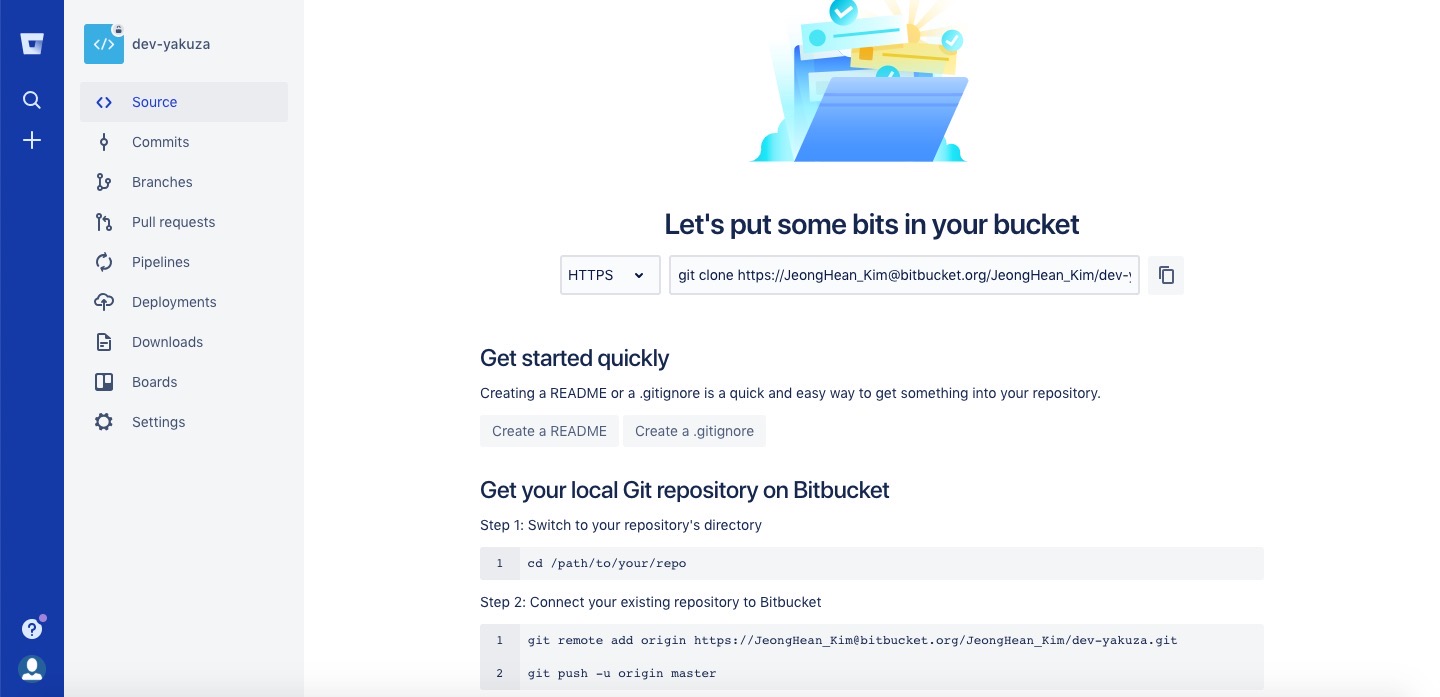 dev-yakuza
Source
Commits
Branches
Pull requests
Pipelines
Deployments
Downloads
Boards
Settings
Let's put some bits in your bucket
HTTPS
git clone https://JeongHean_Kim@bitbucket.org/JeongHean_Kim/dev-
Get started quickly
Creating a README or a .gitignore is a quick and easy way to get something into your repository.
Create a README Create a .gitignore
Get your local Git repository on Bitbucket
Step 1: Switch to your repository's directory
1 cd /path/to/your/repo
Step 2: Connect your existing repository to Bitbucket
1 git remote add origin https://JeongHean_Kim@bitbucket.org/JeongHean_Kim/dev-yakuza.git
2 git push -u origin master